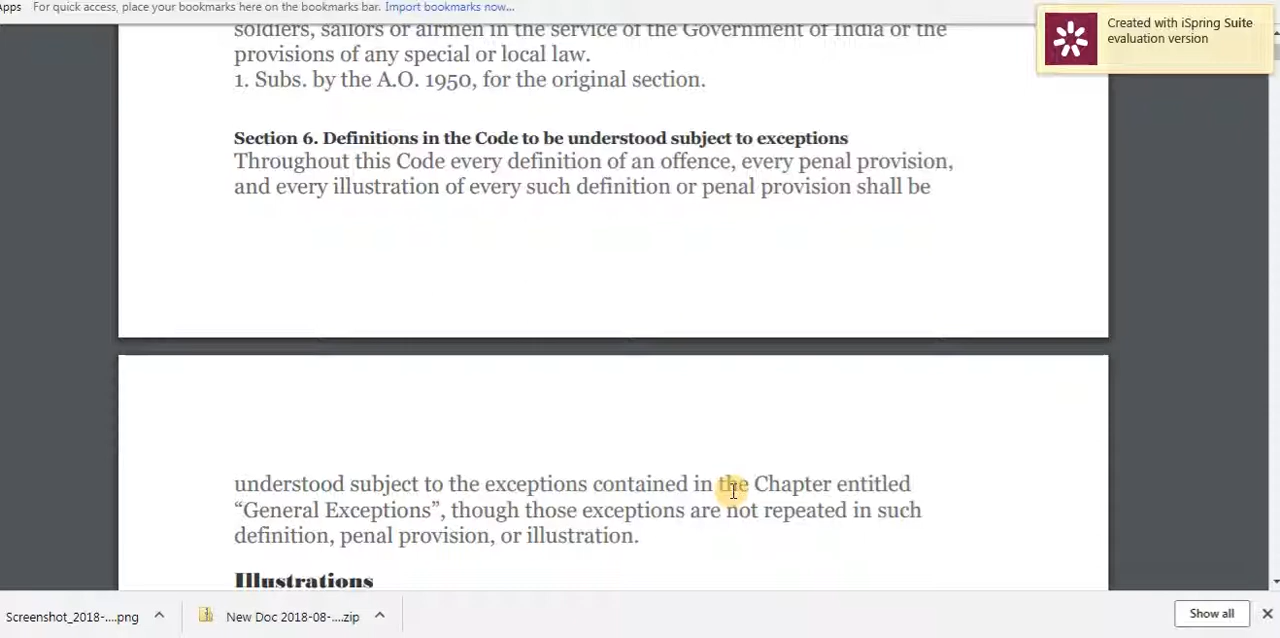 Apps For quick access, place your bookmarks here on the bookmarks bar. Import bookmarks now...
Created with iSpring Suite
evaluation version
soldiers, sailors or airmen in the service of the Government of India or the
provisions of any special or local law.
1. Subs. by the A.O. 1950, for the original section.
Section 6. Definitions in the Code to be understood subject to exceptions
Throughout this Code every definition of an offence, every penal provision,
and every illustration of every such definition or penal provision shall be
understood subject to the exceptions contained in the Chapter entitled
“General Exceptions”, though those exceptions are not repeated in such
definition, penal provision, or illustration.
Illustrations
Screenshot_2018-....png New Doc 2018-08-....zip Show all